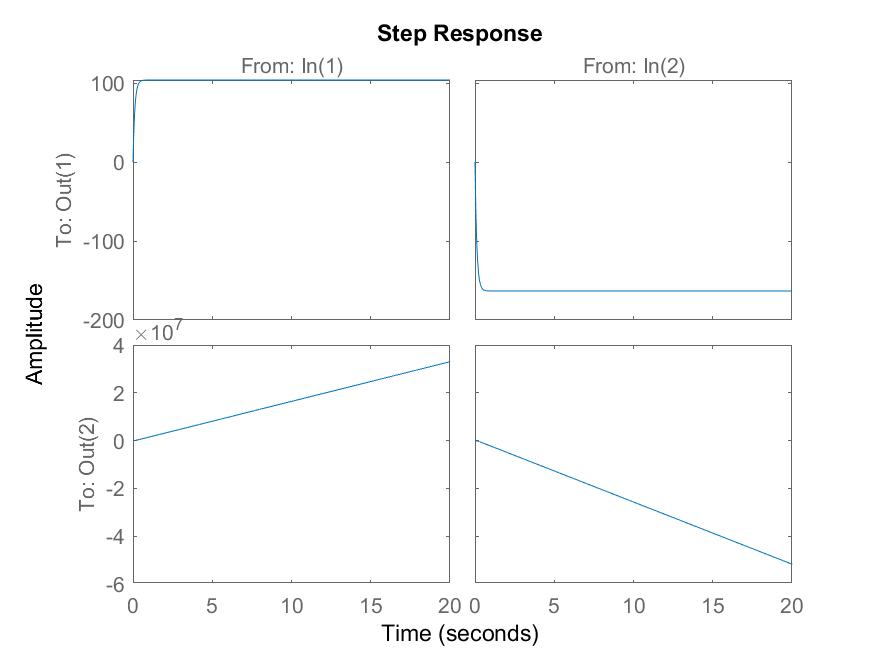 Step Response
From: In(1)
From: In(2)
To: Out(1)
100
0
-100
-200
×10^7
Amplitude
To: Out(2)
4
2
0
-2
-4
-6
0 5 10 15 20 0 5 10 15 20
Time (seconds)